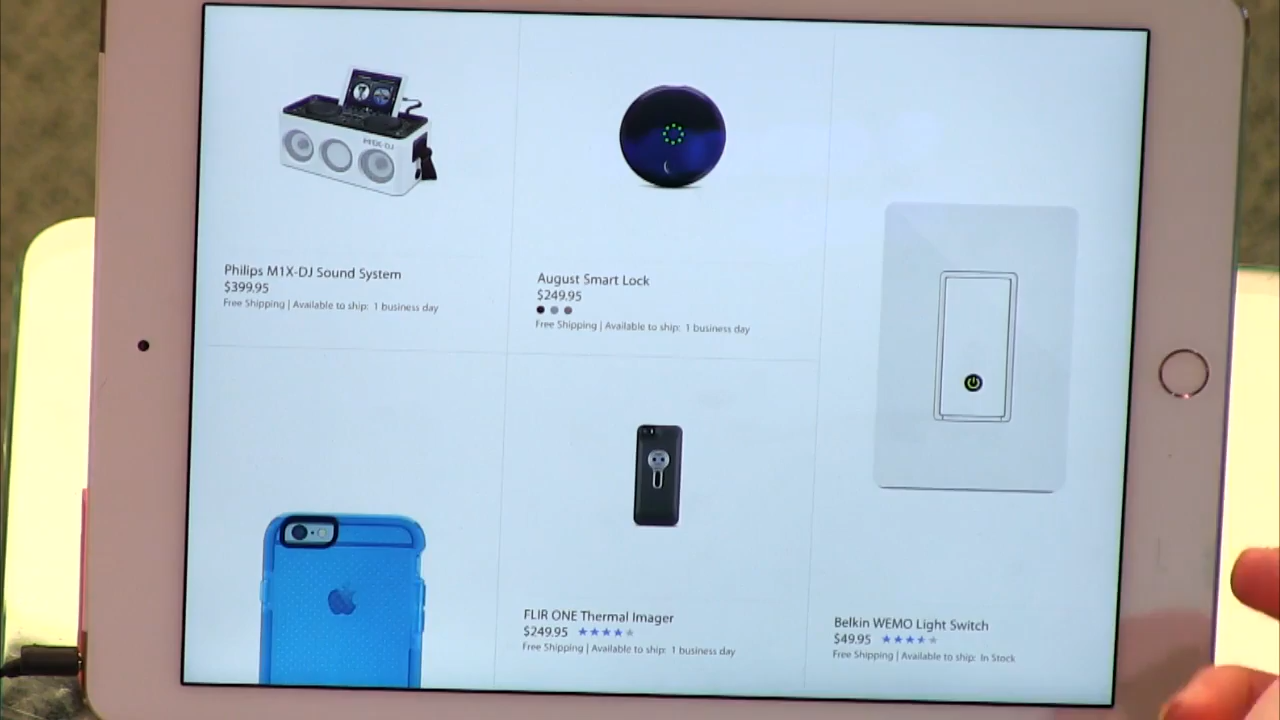 M1X-DJ
Philips M1X-DJ Sound System
$399.95
Free Shipping | Available to ship: 1 business day
August Smart Lock
$249.95
Free Shipping | Available to ship: 1 business day
FLIR ONE Thermal Imager
$249.95
Free Shipping | Available to ship: 1 business day
Belkin WEMO Light Switch
$49.95
Free Shipping | Available to ship: In Stock